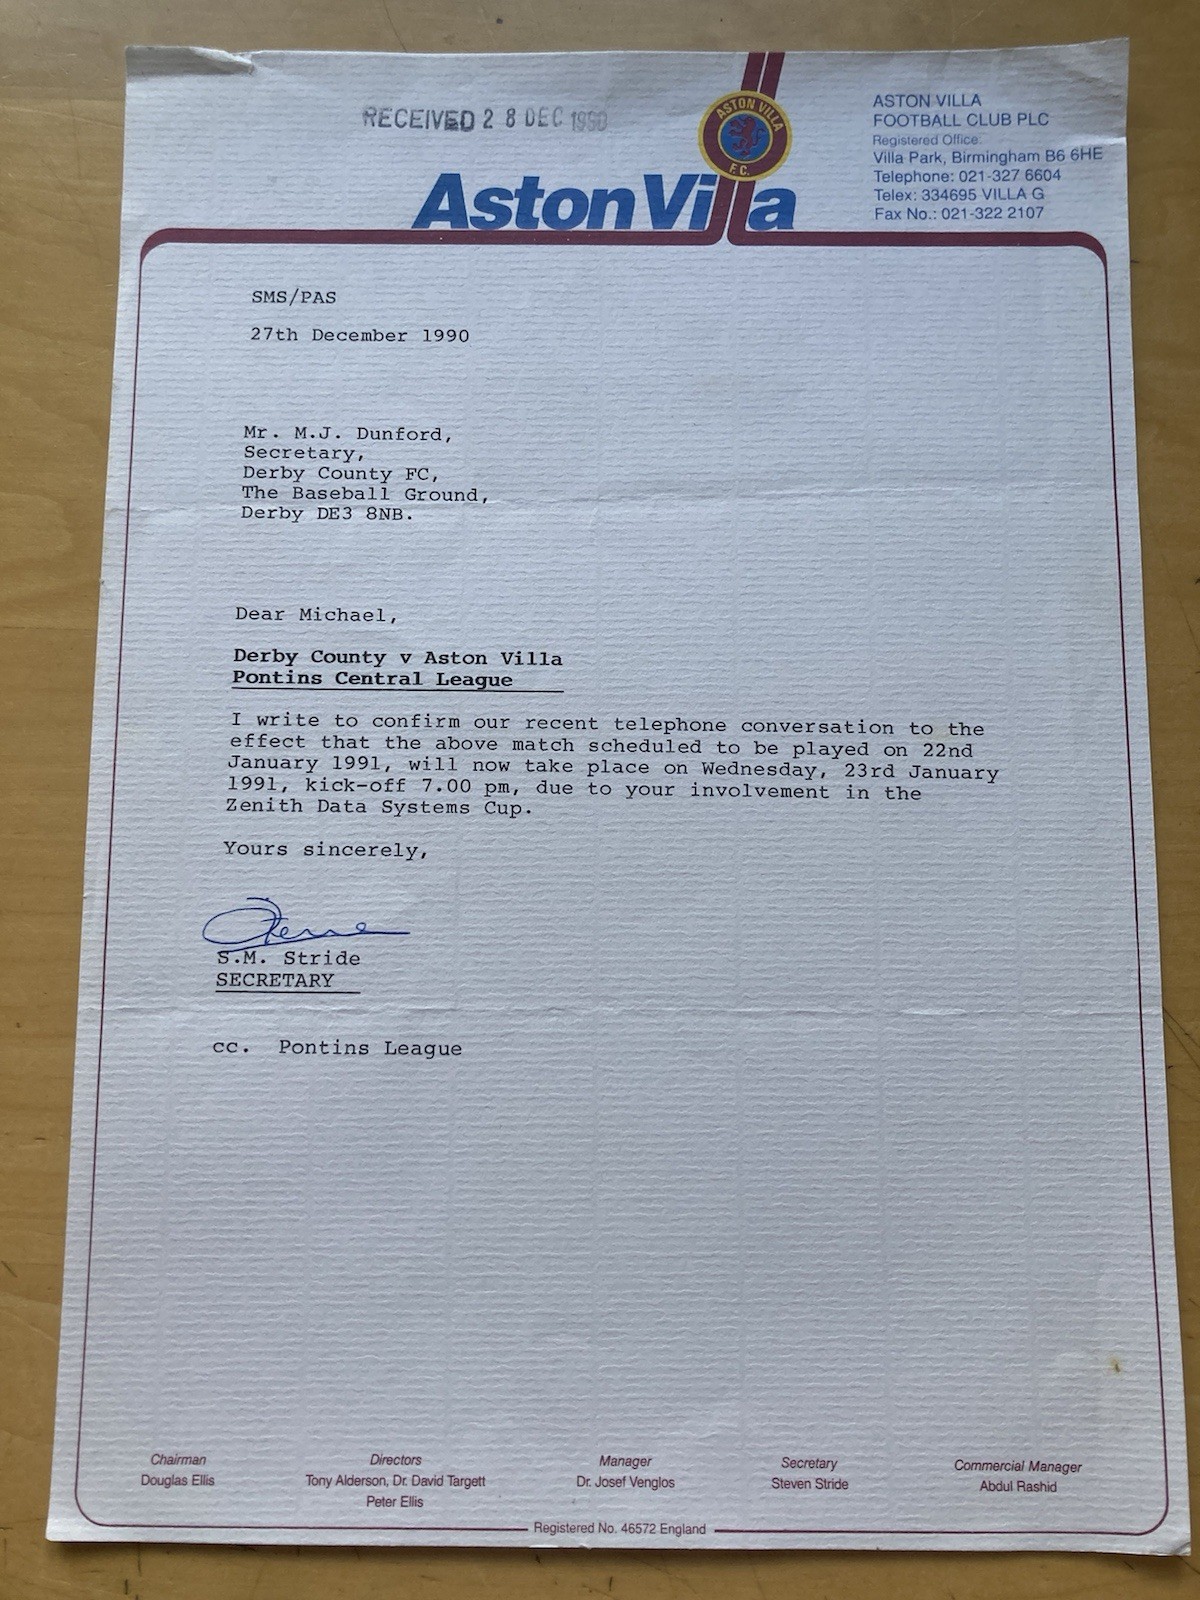 RECEIVED 28 DEC 1990
ASTON VILLA
F.C.
Aston Villa
ASTON VILLA
FOOTBALL CLUB PLC
Registered Office:
Villa Park, Birmingham B6 6HE
Telephone: 021-327 6604
Telex: 334695 VILLA G
Fax No.: 021-322 2107
SMS/PAS
27th December 1990
Mr. M.J. Dunford,
Secretary,
Derby County FC,
The Baseball Ground,
Derby DE3 8NB.
Dear Michael,
Derby County v Aston Villa
Pontins Central League
I write to confirm our recent telephone conversation to the
effect that the above match scheduled to be played on 22nd
January 1991, will now take place on Wednesday, 23rd January
1991, kick-off 7.00 pm, due to your involvement in the
Zenith Data Systems Cup.
Yours sincerely,
S.M. Stride
SECRETARY
cc. Pontins League
Chairman
Douglas Ellis
Directors
Tony Alderson, Dr. David Targett
Peter Ellis
Manager
Dr. Josef Venglos
Secretary
Steven Stride
Commercial Manager
Abdul Rashid
Registered No. 46572 England